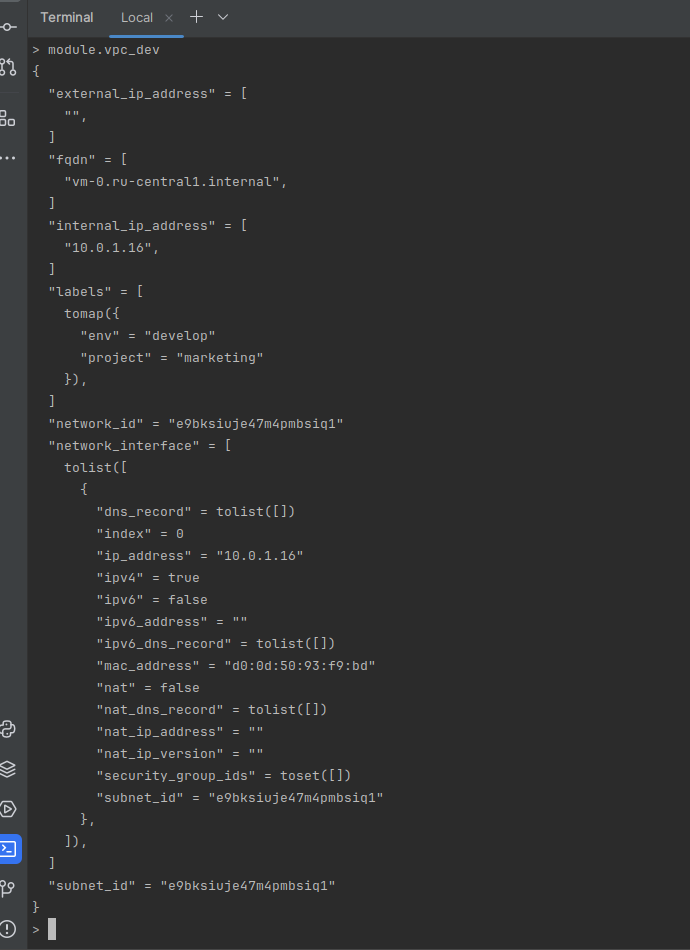 Terminal Local
> module.vpc_dev
{
  "external_ip_address" = [
    "",
  ]
  "fqdn" = [
    "vm-0.ru-central1.internal",
  ]
  "internal_ip_address" = [
    "10.0.1.16",
  ]
  "labels" = [
    tomap({
      "env" = "develop"
      "project" = "marketing"
    }),
  ]
  "network_id" = "e9bksiuje47m4pmbsiq1"
  "network_interface" = [
    tolist([
      {
        "dns_record" = tolist([])
        "index" = 0
        "ip_address" = "10.0.1.16"
        "ipv4" = true
        "ipv6" = false
        "ipv6_address" = ""
        "ipv6_dns_record" = tolist([])
        "mac_address" = "d0:0d:50:93:f9:bd"
        "nat" = false
        "nat_dns_record" = tolist([])
        "nat_ip_address" = ""
        "nat_ip_version" = ""
        "security_group_ids" = toset([])
        "subnet_id" = "e9bksiuje47m4pmbsiq1"
      },
    ]),
  ]
  "subnet_id" = "e9bksiuje47m4pmbsiq1"
}
>